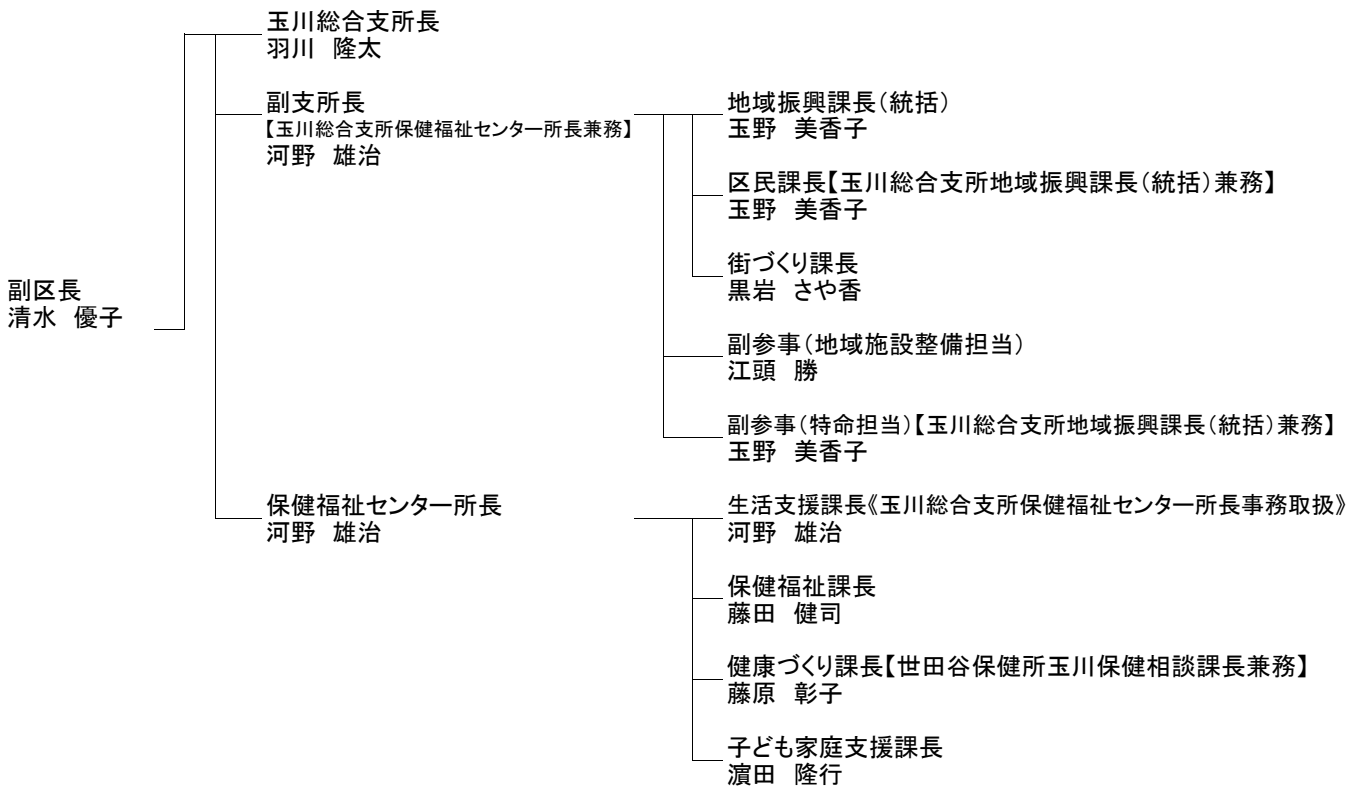 玉川総合支所長
羽川　隆太
副支所長
【玉川総合支所保健福祉センター所長兼務】
河野　雄治
地域振興課長(統括)
玉野　美香子
区民課長【玉川総合支所地域振興課長(統括)兼務】
玉野　美香子
街づくり課長
黒岩　さや香
副区長
清水　優子
副参事(地域施設整備担当)
江頭　勝
副参事(特命担当)【玉川総合支所地域振興課長(統括)兼務】
玉野　美香子
保健福祉センター所長
河野　雄治
生活支援課長《玉川総合支所保健福祉センター所長事務取扱》
河野　雄治
保健福祉課長
藤田　健司
健康づくり課長【世田谷保健所玉川保健相談課長兼務】
藤原　彰子
子ども家庭支援課長
濵田　隆行